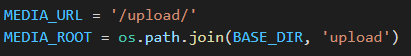 MEDIA_URL = '/upload/'
MEDIA_ROOT = os.path.join(BASE_DIR, 'upload')